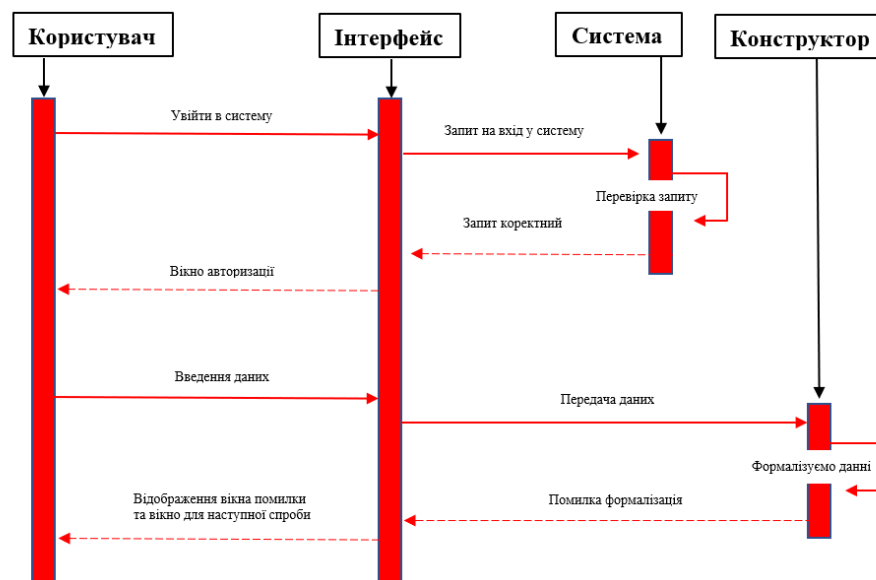 Користувач
Інтерфейс
Система
Конструктор
Увійти в систему
Запит на вхід у систему
Перевірка запиту
Запит коректний
Вікно авторизації
Введення даних
Передача даних
Формалізуємо данні
Помилка формалізація
Відображення вікна помилки
та вікно для наступної спроби